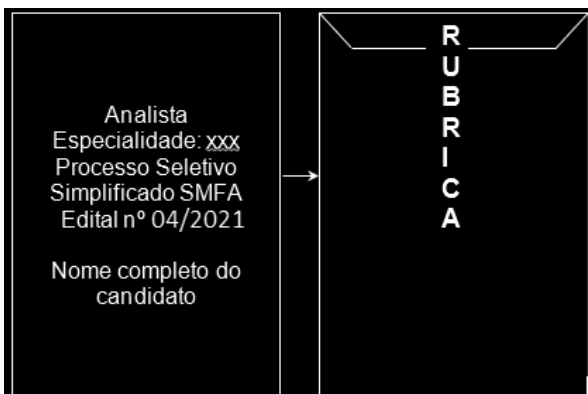 Analista
Especialidade: xxx
Processo Seletivo
Simplificado SMFA
Edital nº 04/2021
Nome completo do
candidato
R
U
B
R
I
C
A